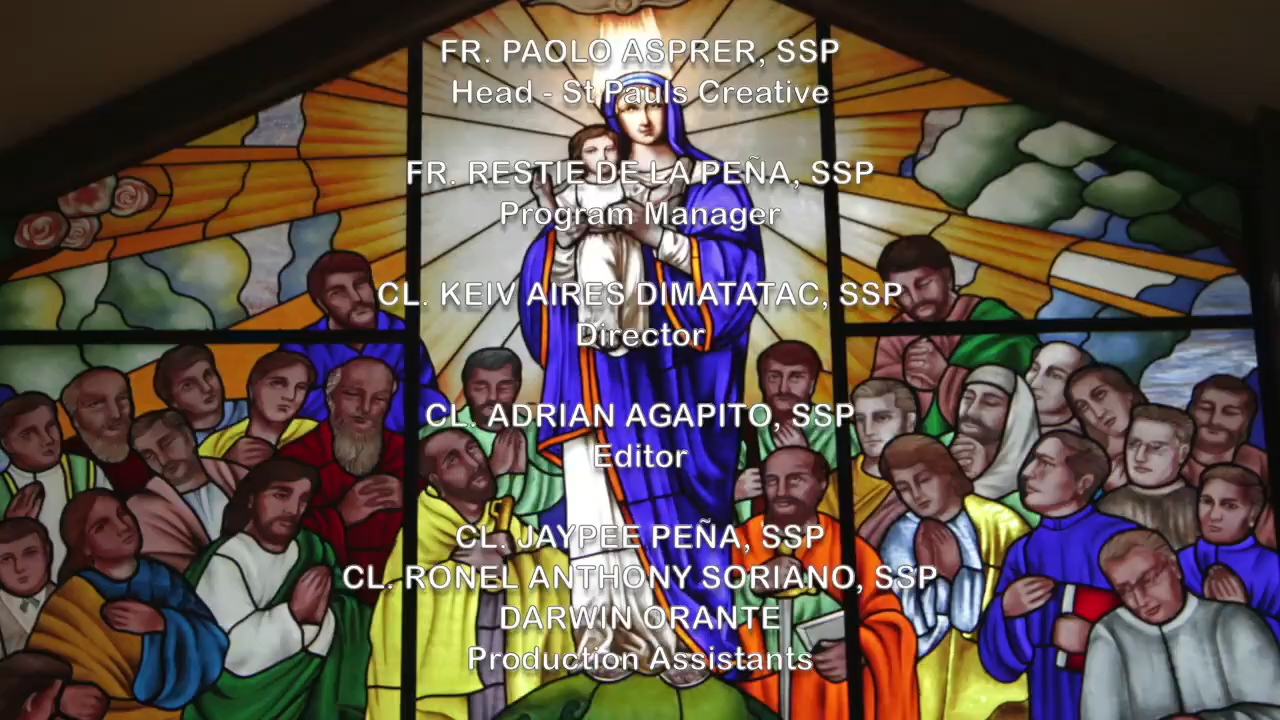 FR. PAOLO ASPRER, SSP
Head - St Pauls Creative
FR. RESTIE DE LA PEÑA, SSP
Program Manager
CL. KEIV AIRES DIMATATAC, SSP
Director
CL. ADRIAN AGAPITO, SSP
Editor
CL. JAYPEE PEÑA, SSP
CL. RONEL ANTHONY SORIANO, SSP
DARWIN ORANTE
Production Assistants